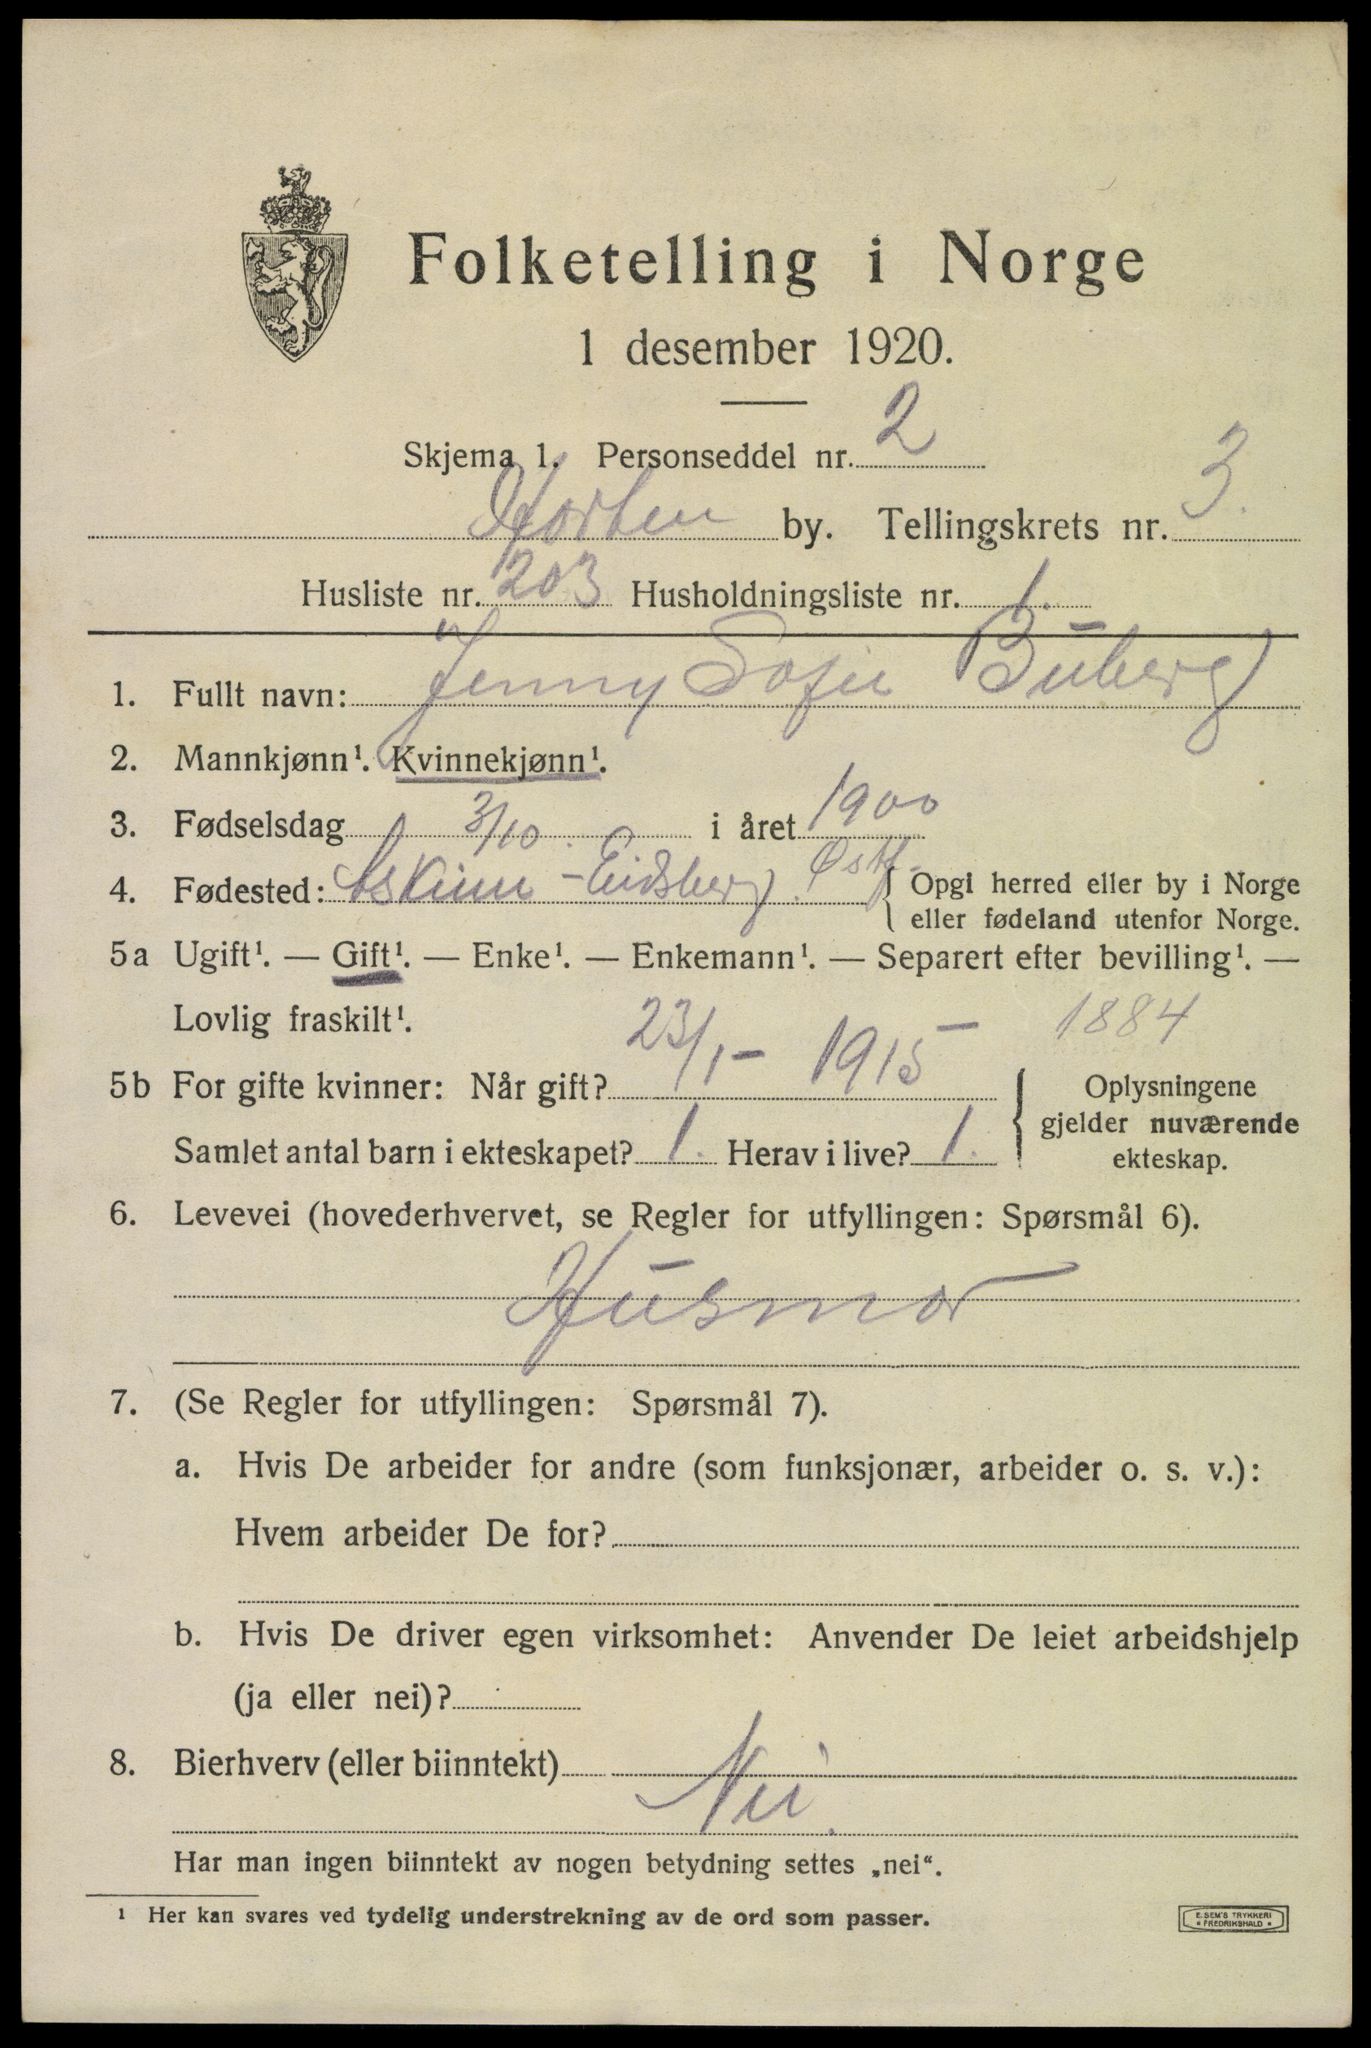 Folketelling i Norge
1 desember 1920.
Skjema 1. Personseddel nr. 2
Horten by. Tellingskrets nr. 3.
Husliste nr. 203 Husholdningsliste nr. 1.
1. Fullt navn: Jenny Sofie Buberg
2. Mannkjønn¹. Kvinnekjønn¹.
3. Fødselsdag 3/10. i året 1900
4. Fødested: Askim - Eidsberg. Østf. { Opgi herred eller by i Norge
eller fødeland utenfor Norge.
5a Ugift¹. — Gift¹. — Enke¹. — Enkemann¹. — Separert efter bevilling¹. —
Lovlig fraskilt¹.
1884
5b For gifte kvinner: Når gift? 23/1 - 1915
Samlet antal barn i ekteskapet? 1. Herav i live? 1.
Oplysningene
gjelder nuværende
ekteskap.
6. Levevei (hovederhvervet, se Regler for utfyllingen: Spørsmål 6).
Husmor
7. (Se Regler for utfyllingen: Spørsmål 7).
a. Hvis De arbeider for andre (som funksjonær, arbeider o. s. v.):
Hvem arbeider De for?
b. Hvis De driver egen virksomhet: Anvender De leiet arbeidshjelp
(ja eller nei)?
8. Bierhverv (eller biinntekt) Nei.
Har man ingen biinntekt av nogen betydning settes „nei“.
¹ Her kan svares ved tydelig understrekning av de ord som passer.
E. SEM'S TRYKKERI
* FREDRIKSHALD *